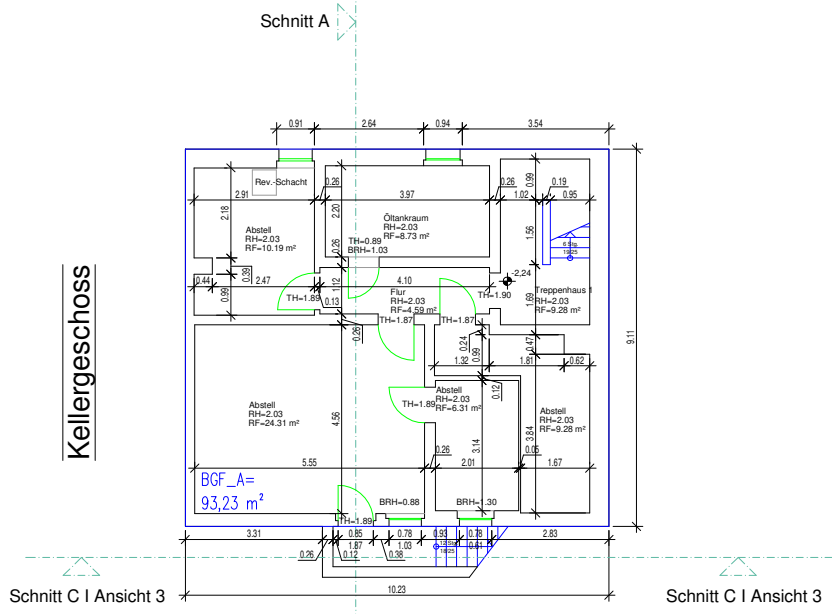 Schnitt A
0.91
2.64
0.94
3.54
Rev.-Schacht
0.26
0.26
0.99
0.19
2.91
3.97
1.02
0.95
2.18
2.20
Abstell
RH=2.03
RF=10.19 m²
Öltankraum
RH=2.03
RF=8.73 m²
1.56
6 Stg.
19/25
TH=0.89
BRH=1.03
0.26
0.39
-2,24
0.44
2.47
4.10
1.12
0.99
TH=1.89
0.13
Flur
RH=2.03
RF=4.59 m²
TH=1.90
Treppenhaus 1
RH=2.03
RF=9.28 m²
1.69
TH=1.87
TH=1.87
0.26
0.24
0.99
0.47
1.32
1.81
0.62
9.11
Kellergeschoss
0.12
Abstell
RH=2.03
RF=6.31 m²
TH=1.89
Abstell
RH=2.03
RF=24.31 m²
Abstell
RH=2.03
RF=9.28 m²
4.56
3.14
3.84
0.26
0.05
5.55
2.01
1.67
BGF_A=
93,23 m²
BRH=0.88
BRH=1.30
TH=1.89
3.31
0.85
0.78
0.93
0.78
2.83
1.87
1.03
12 Stg.
18/25
0.61
0.26
0.12
0.38
10.23
Schnitt C I Ansicht 3
Schnitt C I Ansicht 3